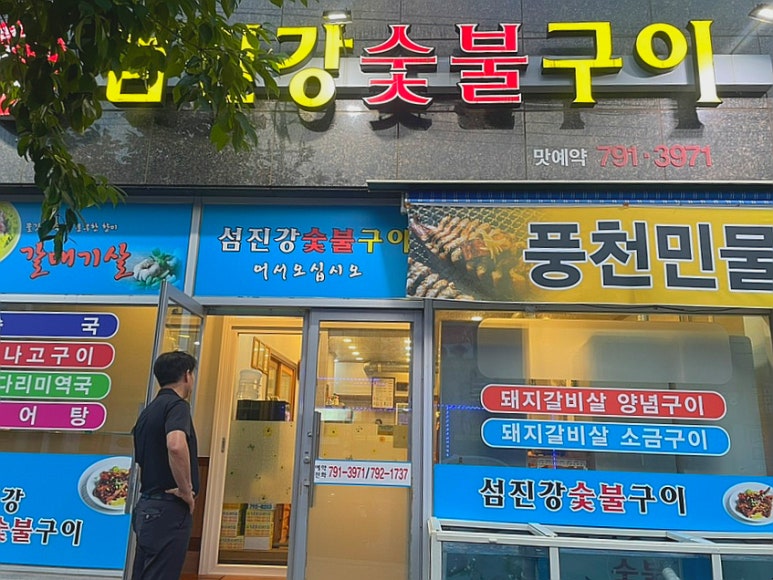 섬진강숯불구이
맛예약 791-3971
갈매기살
섬진강숯불구이
어서오십시오
풍천민물
국
나고구이
다리미역국
어탕
돼지갈비살 양념구이
돼지갈비살 소금구이
예약
전화 791-3971/792-1737
강
숯불구이
섬진강숯불구이